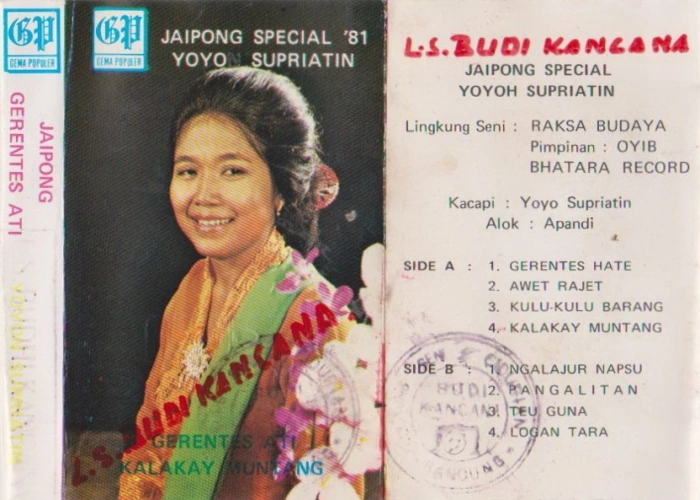 GP
GEMA POPULER
JAIPONG
GERENTES ATI
GP
GEMA POPULER
JAIPONG SPECIAL '81
YOYON SUPRIATIN
L.S. BUDI KANCANA
GERENTES ATI
KALAKAY MUNTANG
L.S. BUDI KANCANA
JAIPONG SPECIAL
YOYOH SUPRIATIN
Lingkung Seni : RAKSA BUDAYA
Pimpinan : OYIB
BHATARA RECORD
Kacapi : Yoyo Supriatin
Alok : Apandi
SIDE A : 1. GERENTES HATE
2. AWET RAJET
3. KULU-KULU BARANG
4. KALAKAY MUNTANG
SIDE B : 1. NGALAJUR NAPSU
2. PANGALITAN
3. TEU GUNA
4. LOGAN TARA
BUDI
KANCANA
BANDUNG